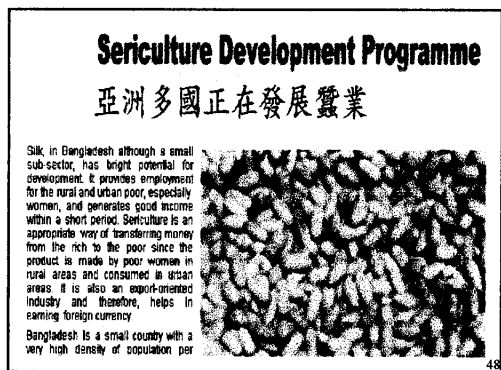 Sericulture Development Programme
亞洲多國正在發展蠶業
Silk, in Bangladesh although a small
sub-sector, has bright potential for
development. It provides employment
for the rural and urban poor, especially
women, and generates good income
within a short period. Sericulture is an
appropriate way of transferring money
from the rich to the poor since the
product is made by poor women in
rural areas and consumed in urban
areas. It is also an export-oriented
industry and therefore, helps in
earning foreign currency.
Bangladesh is a small country with a
very high density of population per
48